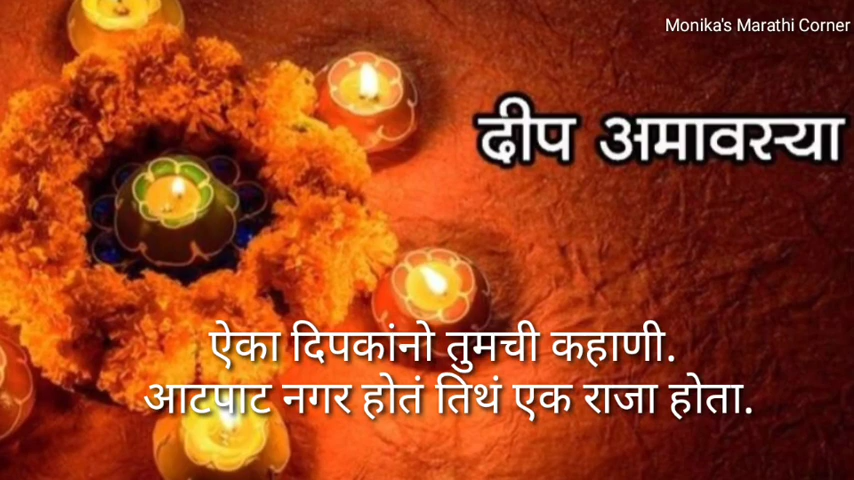 Monika's Marathi Corner
दीप अमावस्या
ऐका दिपकांनो तुमची कहाणी.
आटपाट नगर होतं तिथं एक राजा होता.